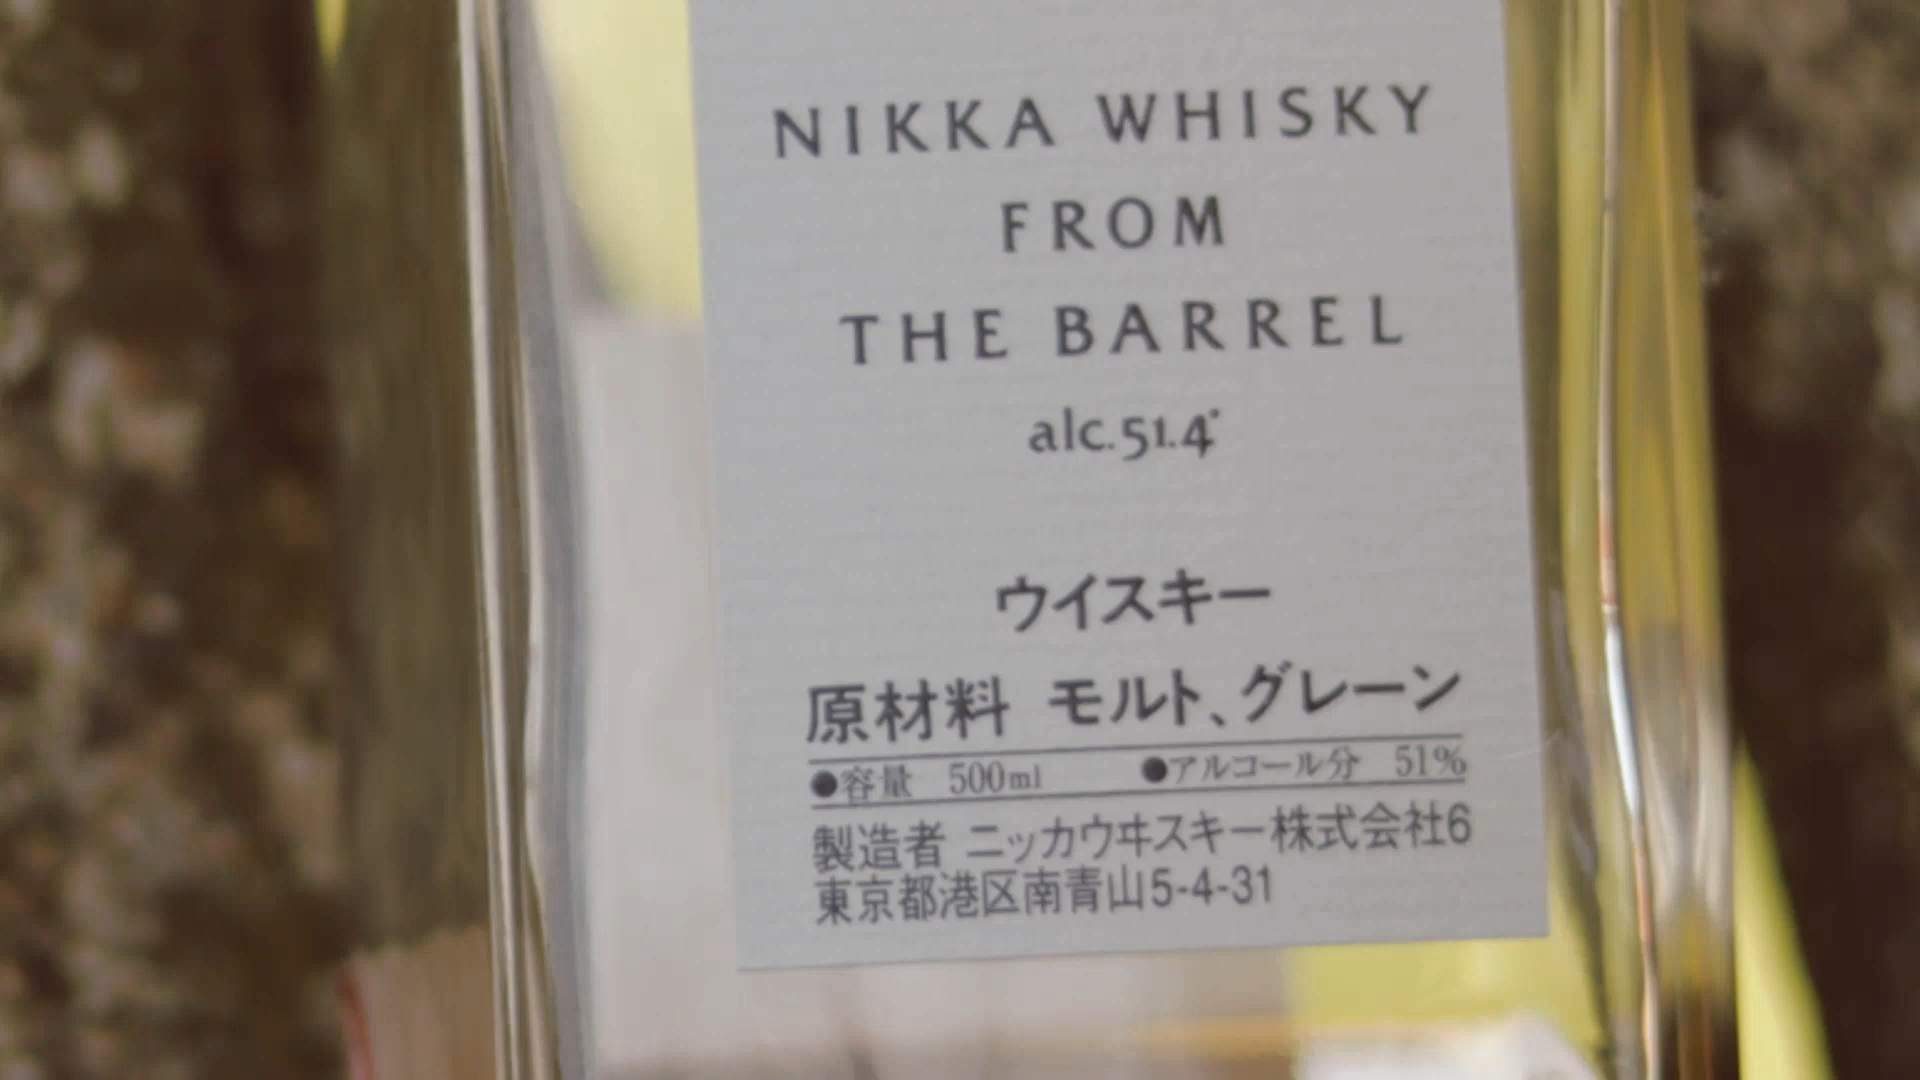 NIKKA WHISKY
FROM
THE BARREL
alc.51.4°
ウイスキー
原材料 モルト、グレーン
●容量 500ml ●アルコール分 51%
製造者 ニッカウヰスキー株式会社6
東京都港区南青山5-4-31